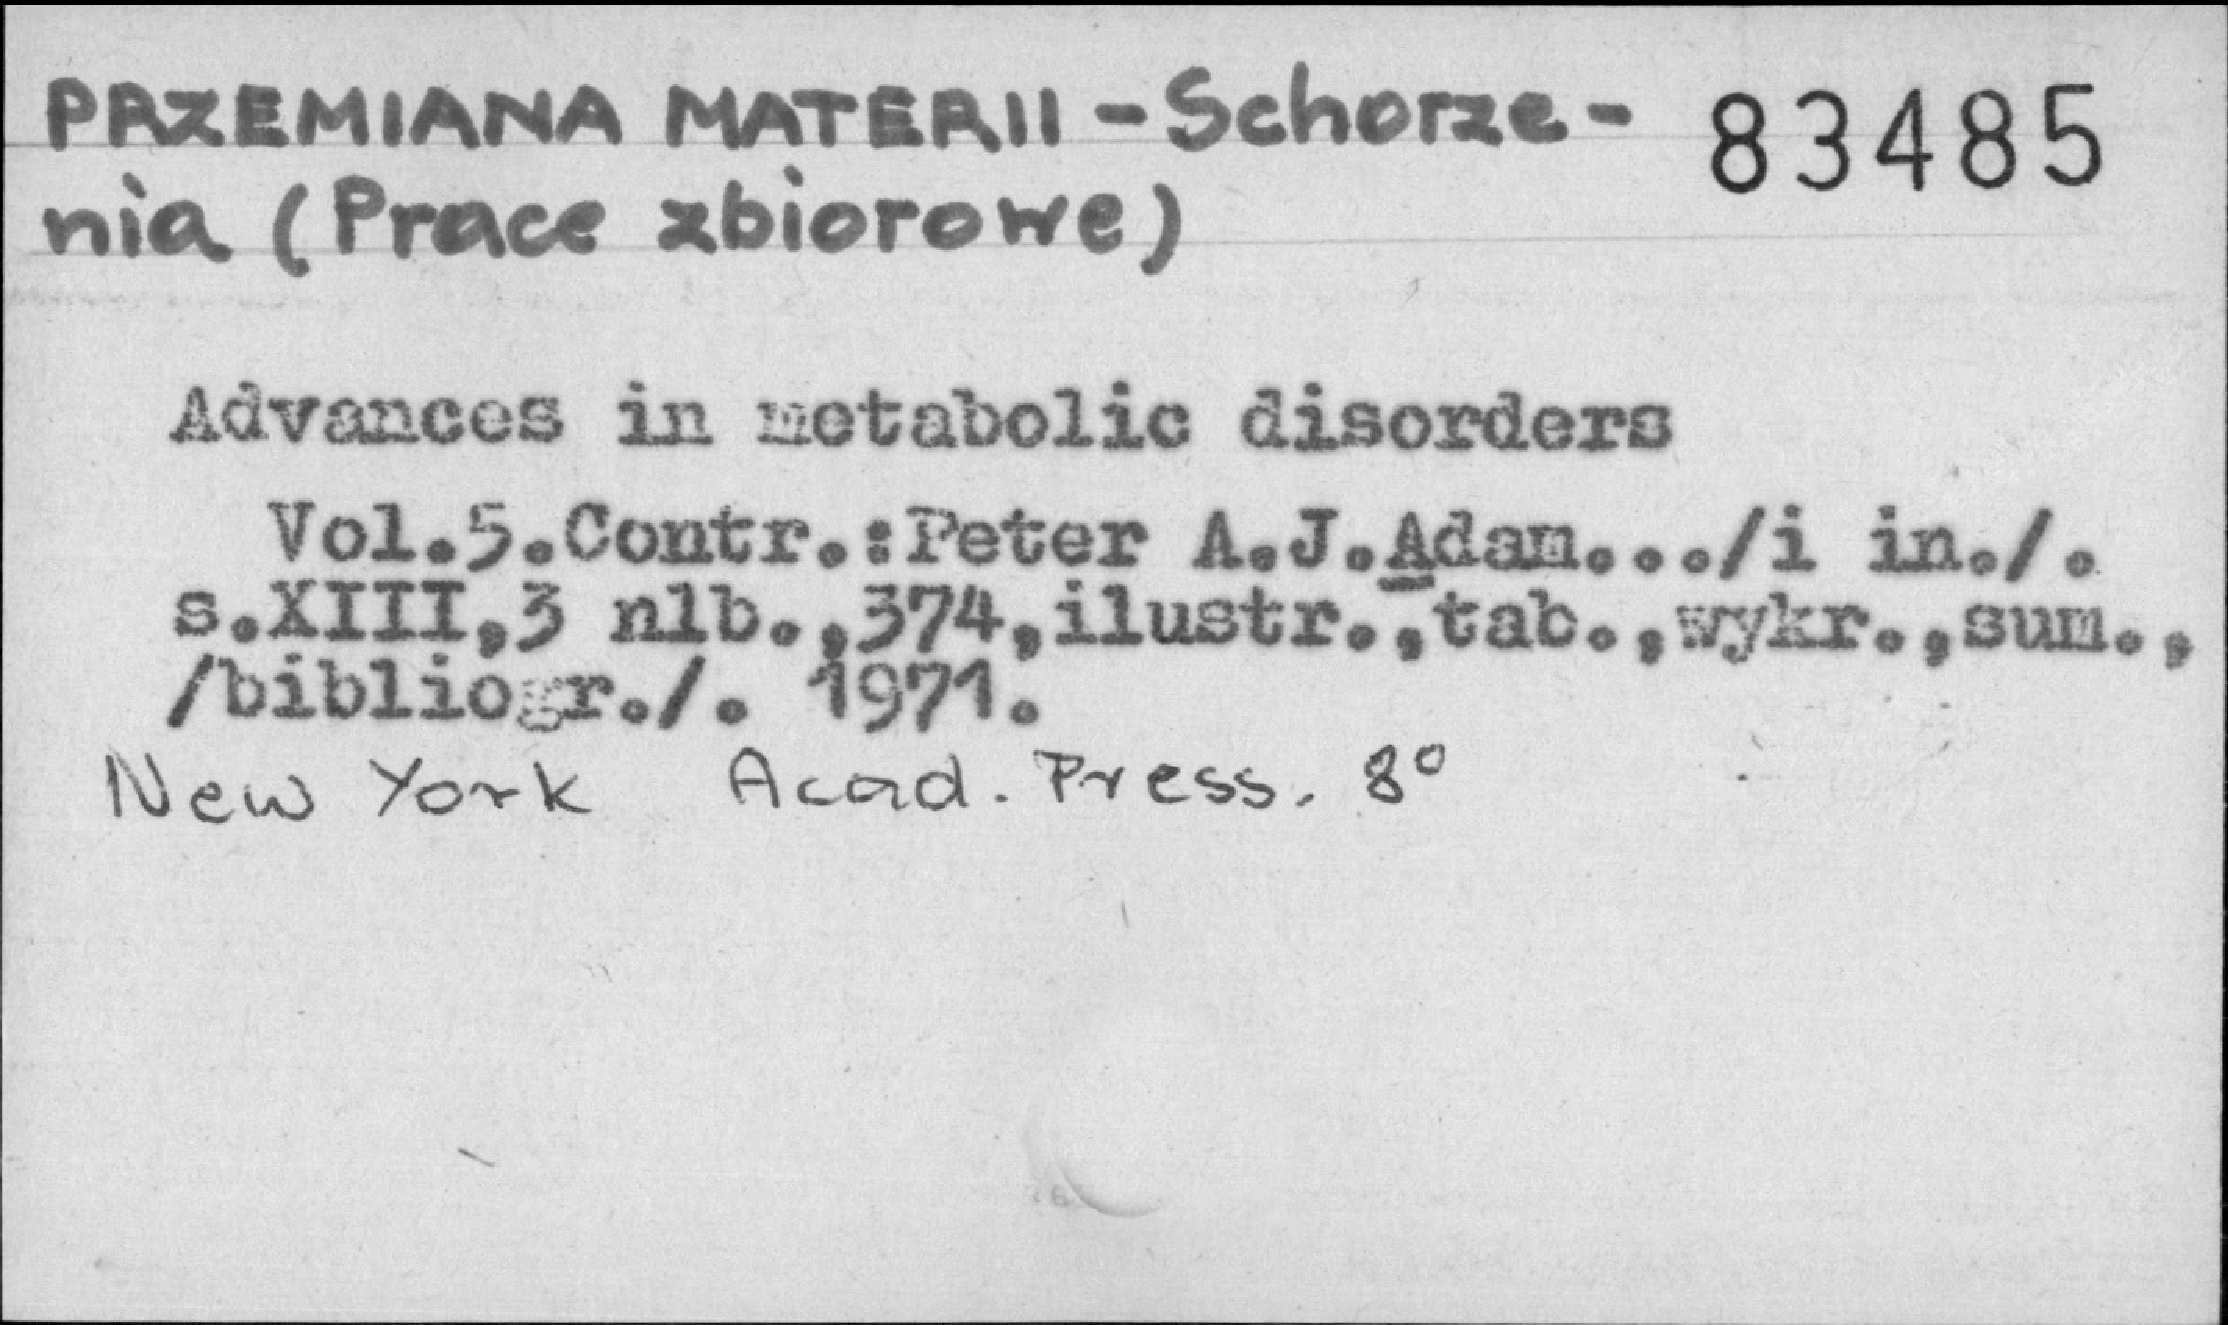 PRZEMIANA MATERII - Schorze- 83485
nia (Prace zbiorowe)
Advances in metabolic disorders
Vol.5.Contr.:Peter A.J.Adam.../i in./.
s.XIII,3 nlb.,374,ilustr.,tab.,wykr.,sum.,
/bibliogr./. 1971.
New York Acad. Press. 8°